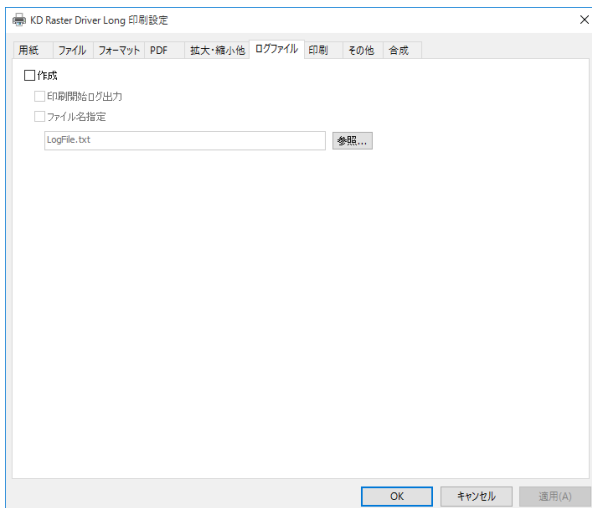 KD Raster Driver Long 印刷設定
用紙 ファイル フォーマット PDF 拡大・縮小他 ログファイル 印刷 その他 合成
作成
印刷開始ログ出力
ファイル名指定
LogFile.txt 参照...
OK キャンセル 適用(A)